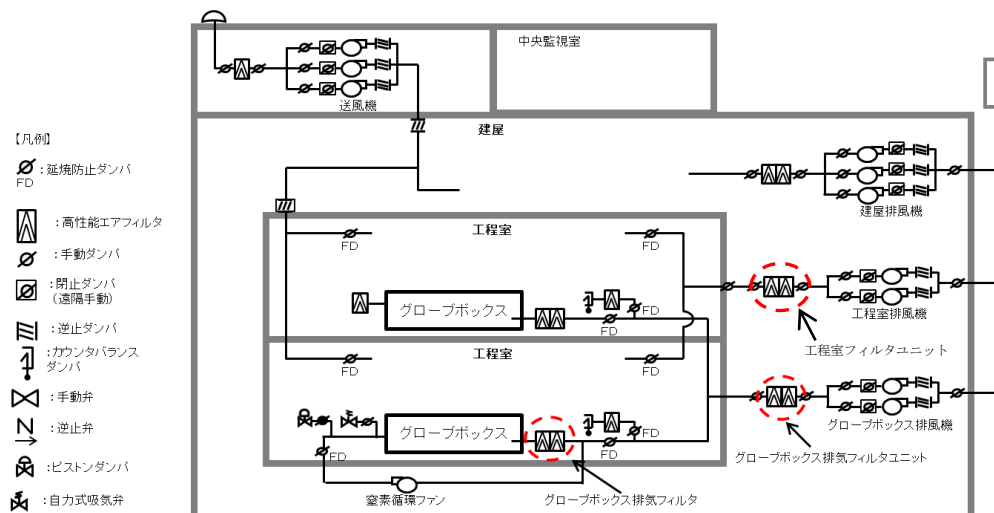 中央監視室
送風機
建屋
【凡例】
：延焼防止ダンパ
FD
：高性能エアフィルタ
：手動ダンパ
：閉止ダンパ
（遠隔手動）
：逆止ダンパ
：カウンタバランス
ダンパ
：手動弁
：逆止弁
：ピストンダンパ
：自力式吸気弁
建屋排風機
工程室
FD
FD
グローブボックス
FD
FD
工程室排風機
工程室フィルタユニット
工程室
FD
FD
グローブボックス
FD
FD
FD
グローブボックス排風機
グローブボックス排気フィルタユニット
窒素循環ファン
グローブボックス排気フィルタ